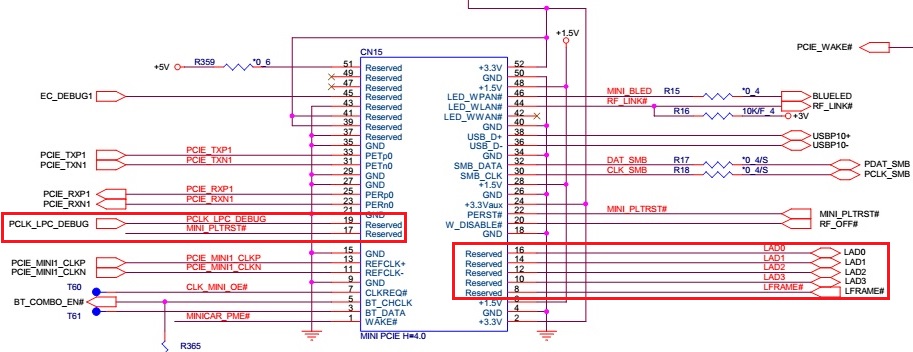 +1.5V
PCIE_WAKE#
CN15
+5V R359 *0_6 51 Reserved +3.3V 52
49 Reserved GND 50
47 Reserved +1.5V 48
EC_DEBUG1 45 Reserved LED_WPAN# 46 MINI_BLED R15 *0_4 BLUELED
43 Reserved LED_WLAN# 44 RF_LINK# RF_LINK#
41 Reserved LED_WWAN# 42 R16 10K/F_4 +3V
39 Reserved GND 40
37 Reserved USB_D+ 38 USBP10+
35 GND USB_D- 36 USBP10-
PCIE_TXP1 PCIE_TXP1 33 PETp0 GND 34
PCIE_TXN1 PCIE_TXN1 31 PETn0 SMB_DATA 32 DAT_SMB R17 *0_4/S PDAT_SMB
29 GND SMB_CLK 30 CLK_SMB R18 *0_4/S PCLK_SMB
27 GND +1.5V 28
PCIE_RXP1 PCIE_RXP1 25 PERp0 GND 26
PCIE_RXN1 PCIE_RXN1 23 PERn0 +3.3Vaux 24
21 GND PERST# 22 MINI_PLTRST# MINI_PLTRST#
PCLK_LPC_DEBUG PCLK_LPC_DEBUG 19 Reserved W_DISABLE# 20 RF_OFF#
MINI_PLTRST# 17 Reserved GND 18
15 GND Reserved 16 LAD0 LAD0
PCIE_MINI1_CLKP PCIE_MINI1_CLKP 13 REFCLK+ Reserved 14 LAD1 LAD1
PCIE_MINI1_CLKN PCIE_MINI1_CLKN 11 REFCLK- Reserved 12 LAD2 LAD2
9 GND Reserved 10 LAD3 LAD3
T60 CLK_MINI_OE# 7 CLKREQ# Reserved 8 LFRAME# LFRAME#
BT_COMBO_EN# 5 BT_CHCLK +1.5V 6
T61 3 BT_DATA GND 4
MINICAR_PME# 1 WAKE# +3.3V 2
R365 MINI PCIE H=4.0